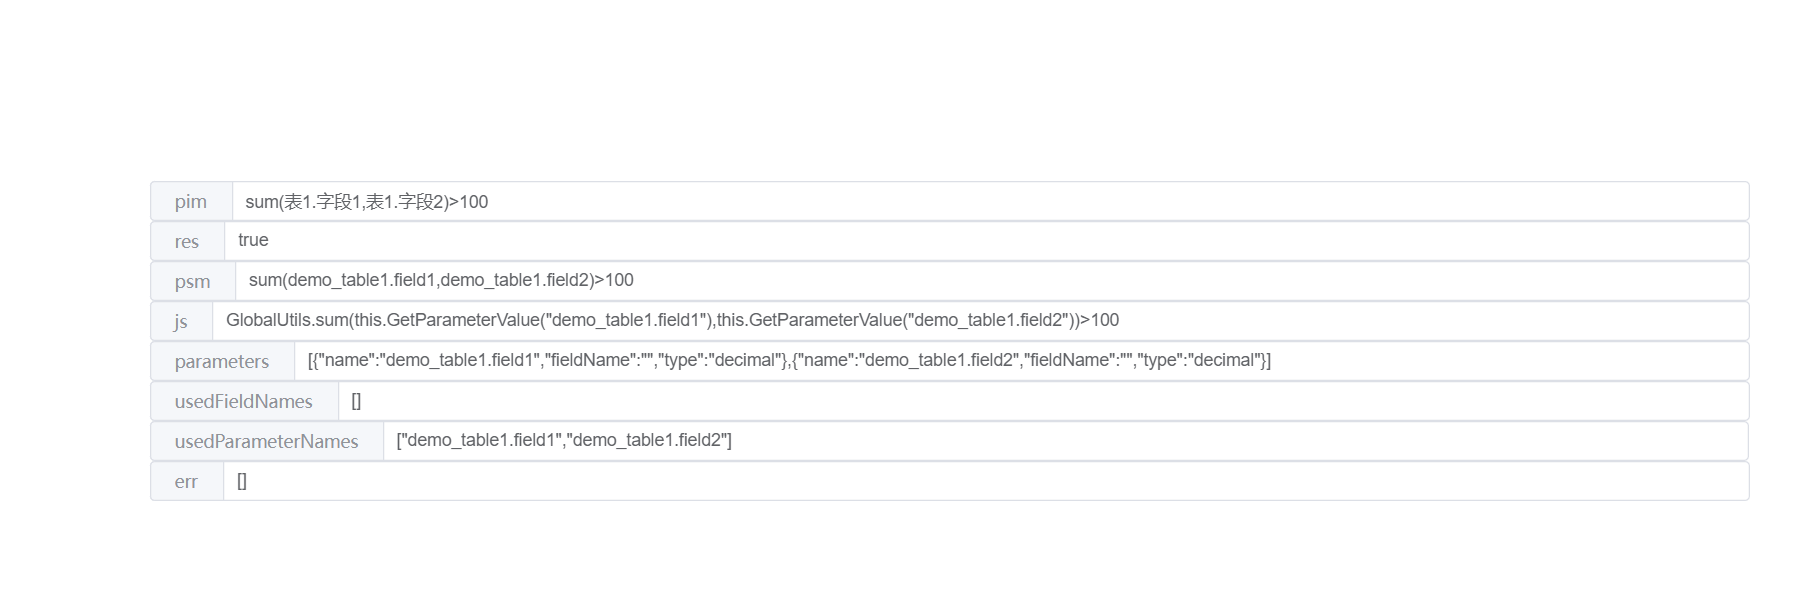 pim sum(表1.字段1,表1.字段2)>100
res true
psm sum(demo_table1.field1,demo_table1.field2)>100
js GlobalUtils.sum(this.GetParameterValue("demo_table1.field1"),this.GetParameterValue("demo_table1.field2"))>100
parameters [{"name":"demo_table1.field1","fieldName":"","type":"decimal"},{"name":"demo_table1.field2","fieldName":"","type":"decimal"}]
usedFieldNames []
usedParameterNames ["demo_table1.field1","demo_table1.field2"]
err []